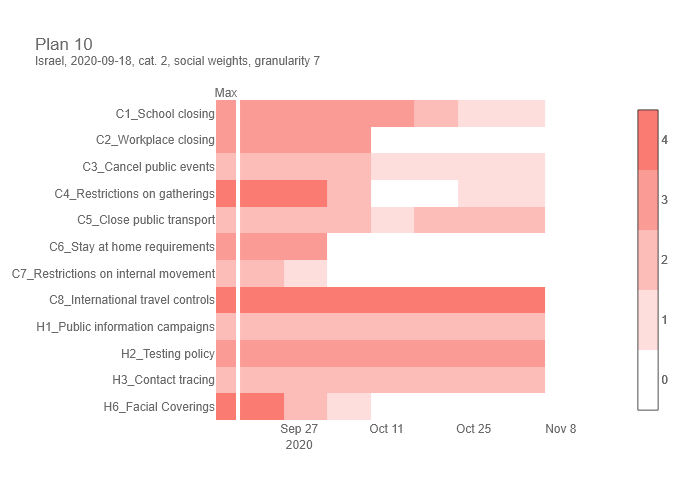 Plan 10
Israel, 2020-09-18, cat. 2, social weights, granularity 7
Max
C1_School closing
C2_Workplace closing
C3_Cancel public events
C4_Restrictions on gatherings
C5_Close public transport
C6_Stay at home requirements
C7_Restrictions on internal movement
C8_International travel controls
H1_Public information campaigns
H2_Testing policy
H3_Contact tracing
H6_Facial Coverings
Sep 27 Oct 11 Oct 25 Nov 8
2020
4
3
2
1
0